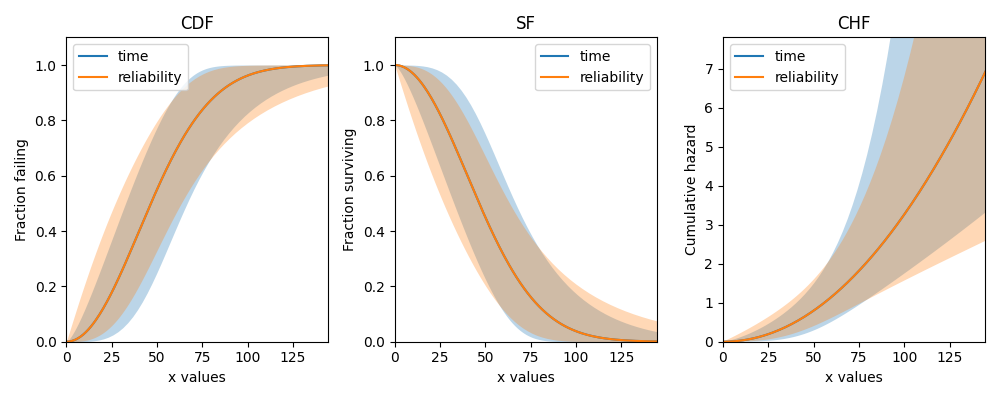 CDF
time
reliability
1.0
0.8
0.6
0.4
0.2
0.0
Fraction failing
0
25
50
75
100
125
x values
SF
time
reliability
1.0
0.8
0.6
0.4
0.2
0.0
Fraction surviving
0
25
50
75
100
125
x values
CHF
time
reliability
7
6
5
4
3
2
1
0
Cumulative hazard
0
25
50
75
100
125
x values